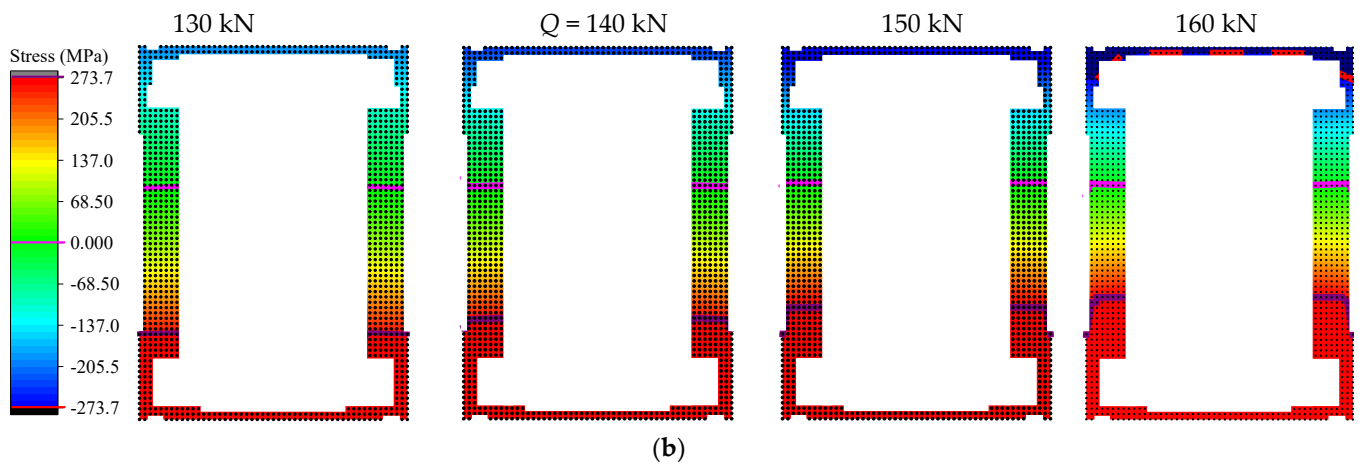 130 kN
Q = 140 kN
150 kN
160 kN
Stress (MPa)
273.7
205.5
137.0
68.50
0.000
-68.50
-137.0
-205.5
-273.7
(b)